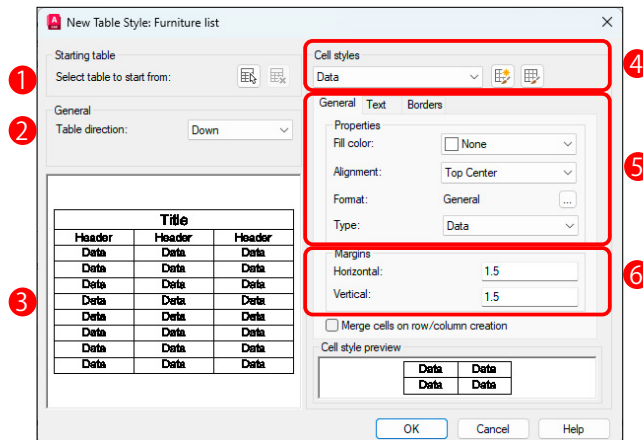 New Table Style: Furniture list
Starting table
1 Select table to start from:
General
2 Table direction: Down
Title
Header Header Header
Data Data Data
Data Data Data
Data Data Data
3 Data Data Data
Data Data Data
Data Data Data
Data Data Data
Data Data Data
Cell styles
Data 4
General Text Borders
Properties
Fill color: None
Alignment: Top Center 5
Format: General ...
Type: Data
Margins
Horizontal: 1.5 6
Vertical: 1.5
Merge cells on row/column creation
Cell style preview
Data Data
Data Data
OK Cancel Help